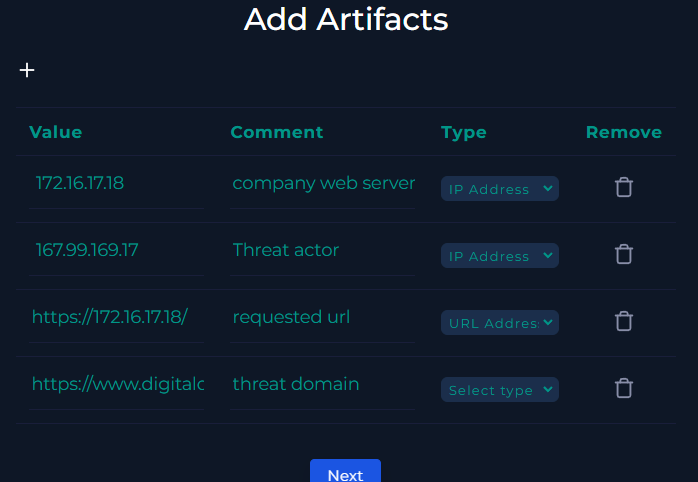 Add Artifacts
+
Value Comment Type Remove
172.16.17.18 company web server IP Address
167.99.169.17 Threat actor IP Address
https://172.16.17.18/ requested url URL Addres
https://www.digitalc threat domain Select type
Next